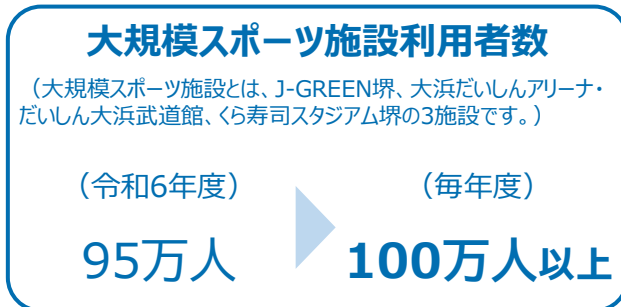 大規模スポーツ施設利用者数
（大規模スポーツ施設とは、J-GREEN堺、大浜だいしんアリーナ・
だいしん大浜武道館、くら寿司スタジアム堺の3施設です。）
（令和6年度） （毎年度）
95万人 100万人以上